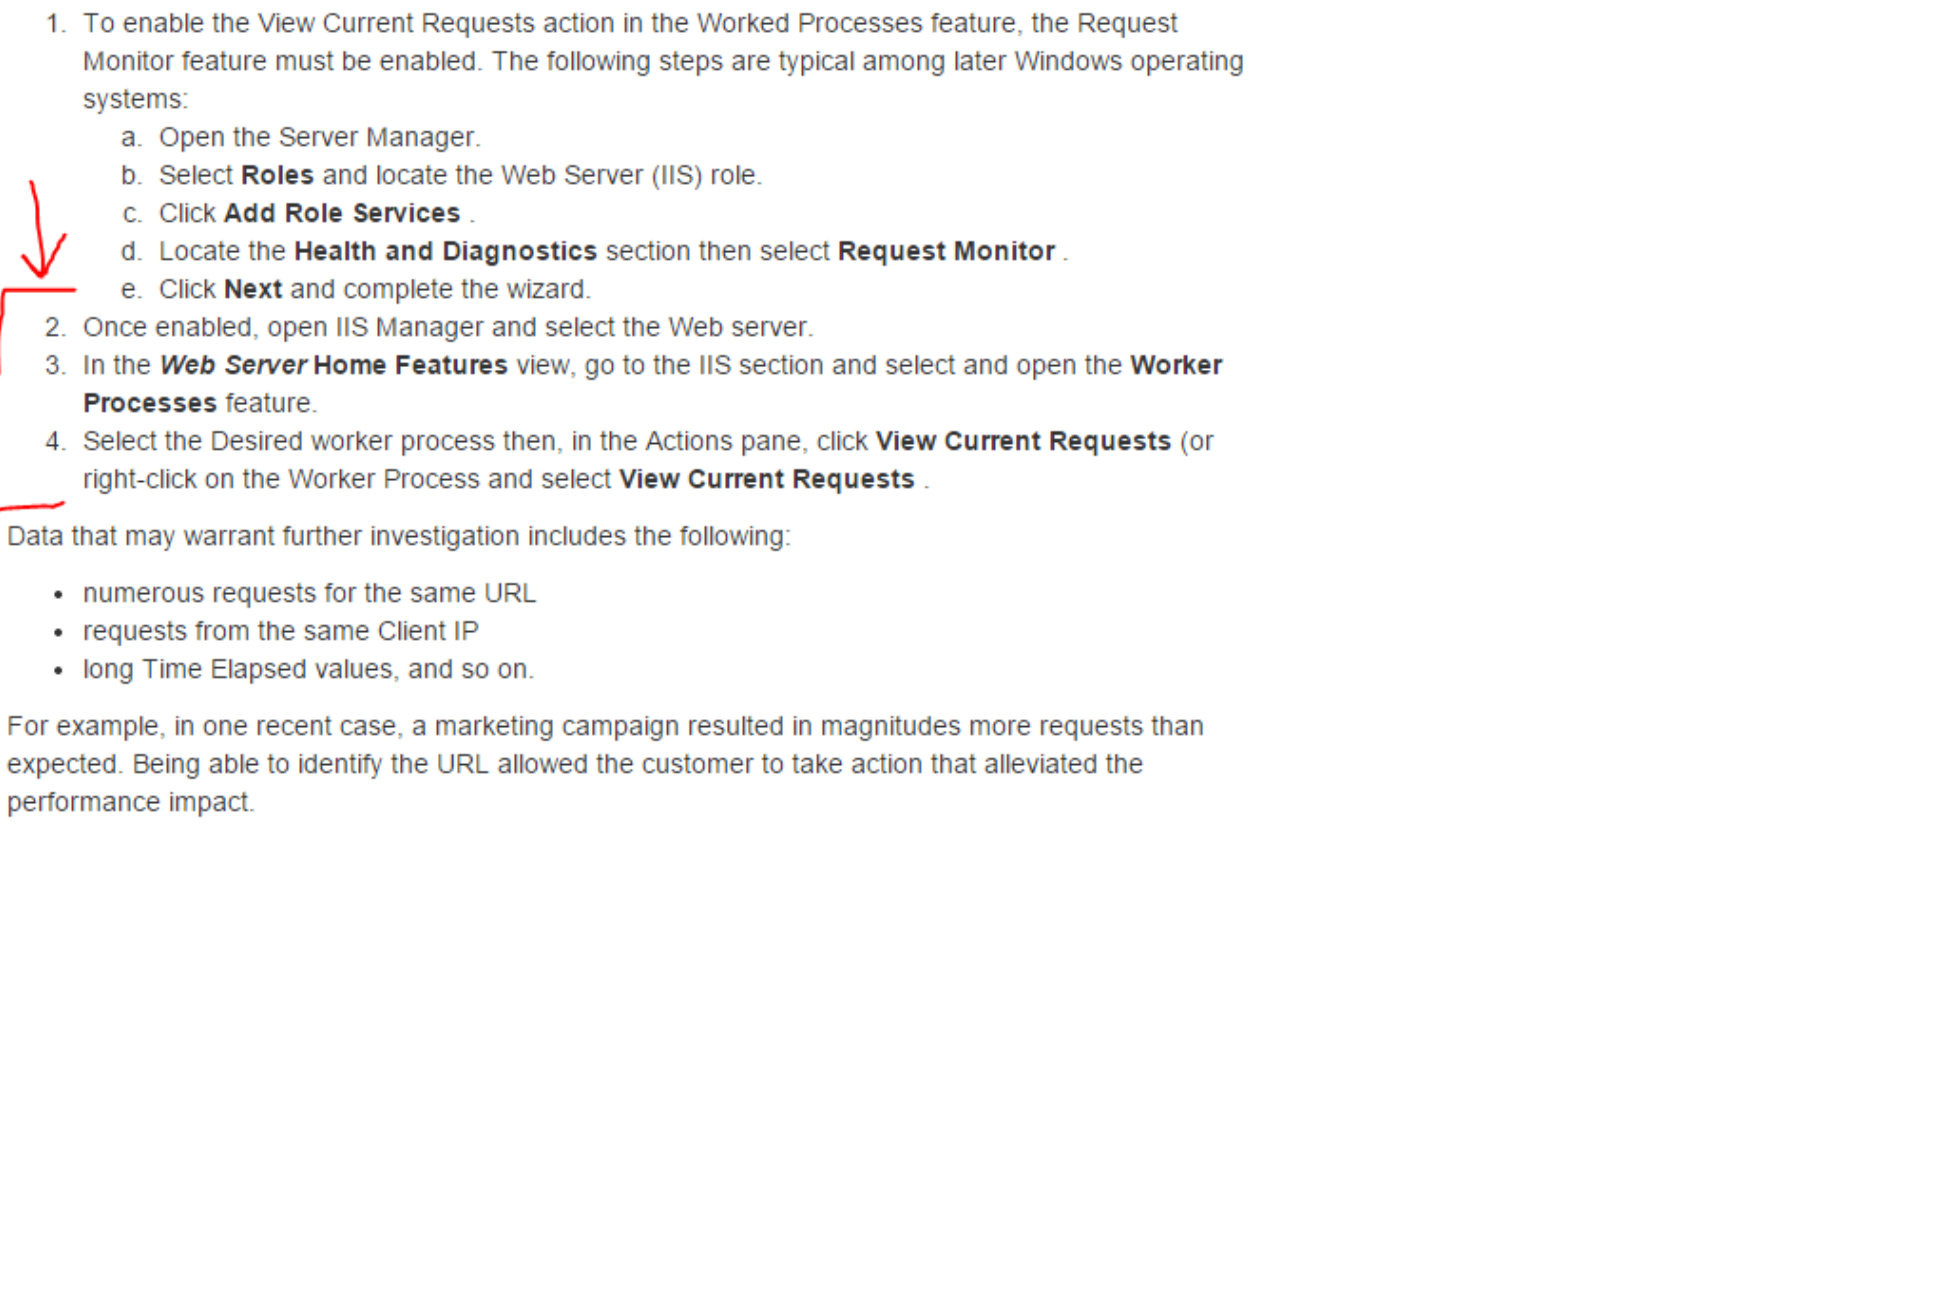 1. To enable the View Current Requests action in the Worked Processes feature, the Request
Monitor feature must be enabled. The following steps are typical among later Windows operating
systems:
a. Open the Server Manager.
b. Select Roles and locate the Web Server (IIS) role.
c. Click Add Role Services .
d. Locate the Health and Diagnostics section then select Request Monitor .
e. Click Next and complete the wizard.
2. Once enabled, open IIS Manager and select the Web server.
3. In the Web Server Home Features view, go to the IIS section and select and open the Worker
Processes feature.
4. Select the Desired worker process then, in the Actions pane, click View Current Requests (or
right-click on the Worker Process and select View Current Requests .
Data that may warrant further investigation includes the following:
• numerous requests for the same URL
• requests from the same Client IP
• long Time Elapsed values, and so on.
For example, in one recent case, a marketing campaign resulted in magnitudes more requests than
expected. Being able to identify the URL allowed the customer to take action that alleviated the
performance impact.